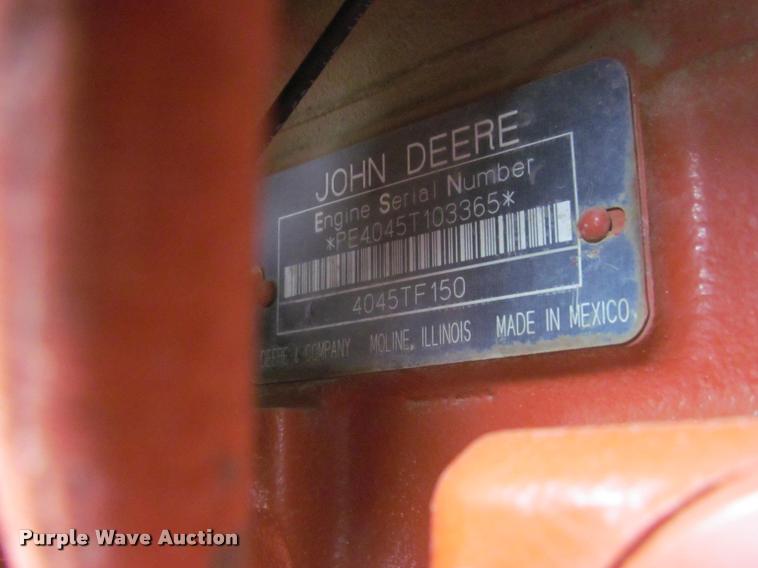 JOHN DEERE
Engine Serial Number
*PE4045T103365*
4045TF150
DEERE & COMPANY MOLINE, ILLINOIS MADE IN MEXICO
Purple Wave Auction